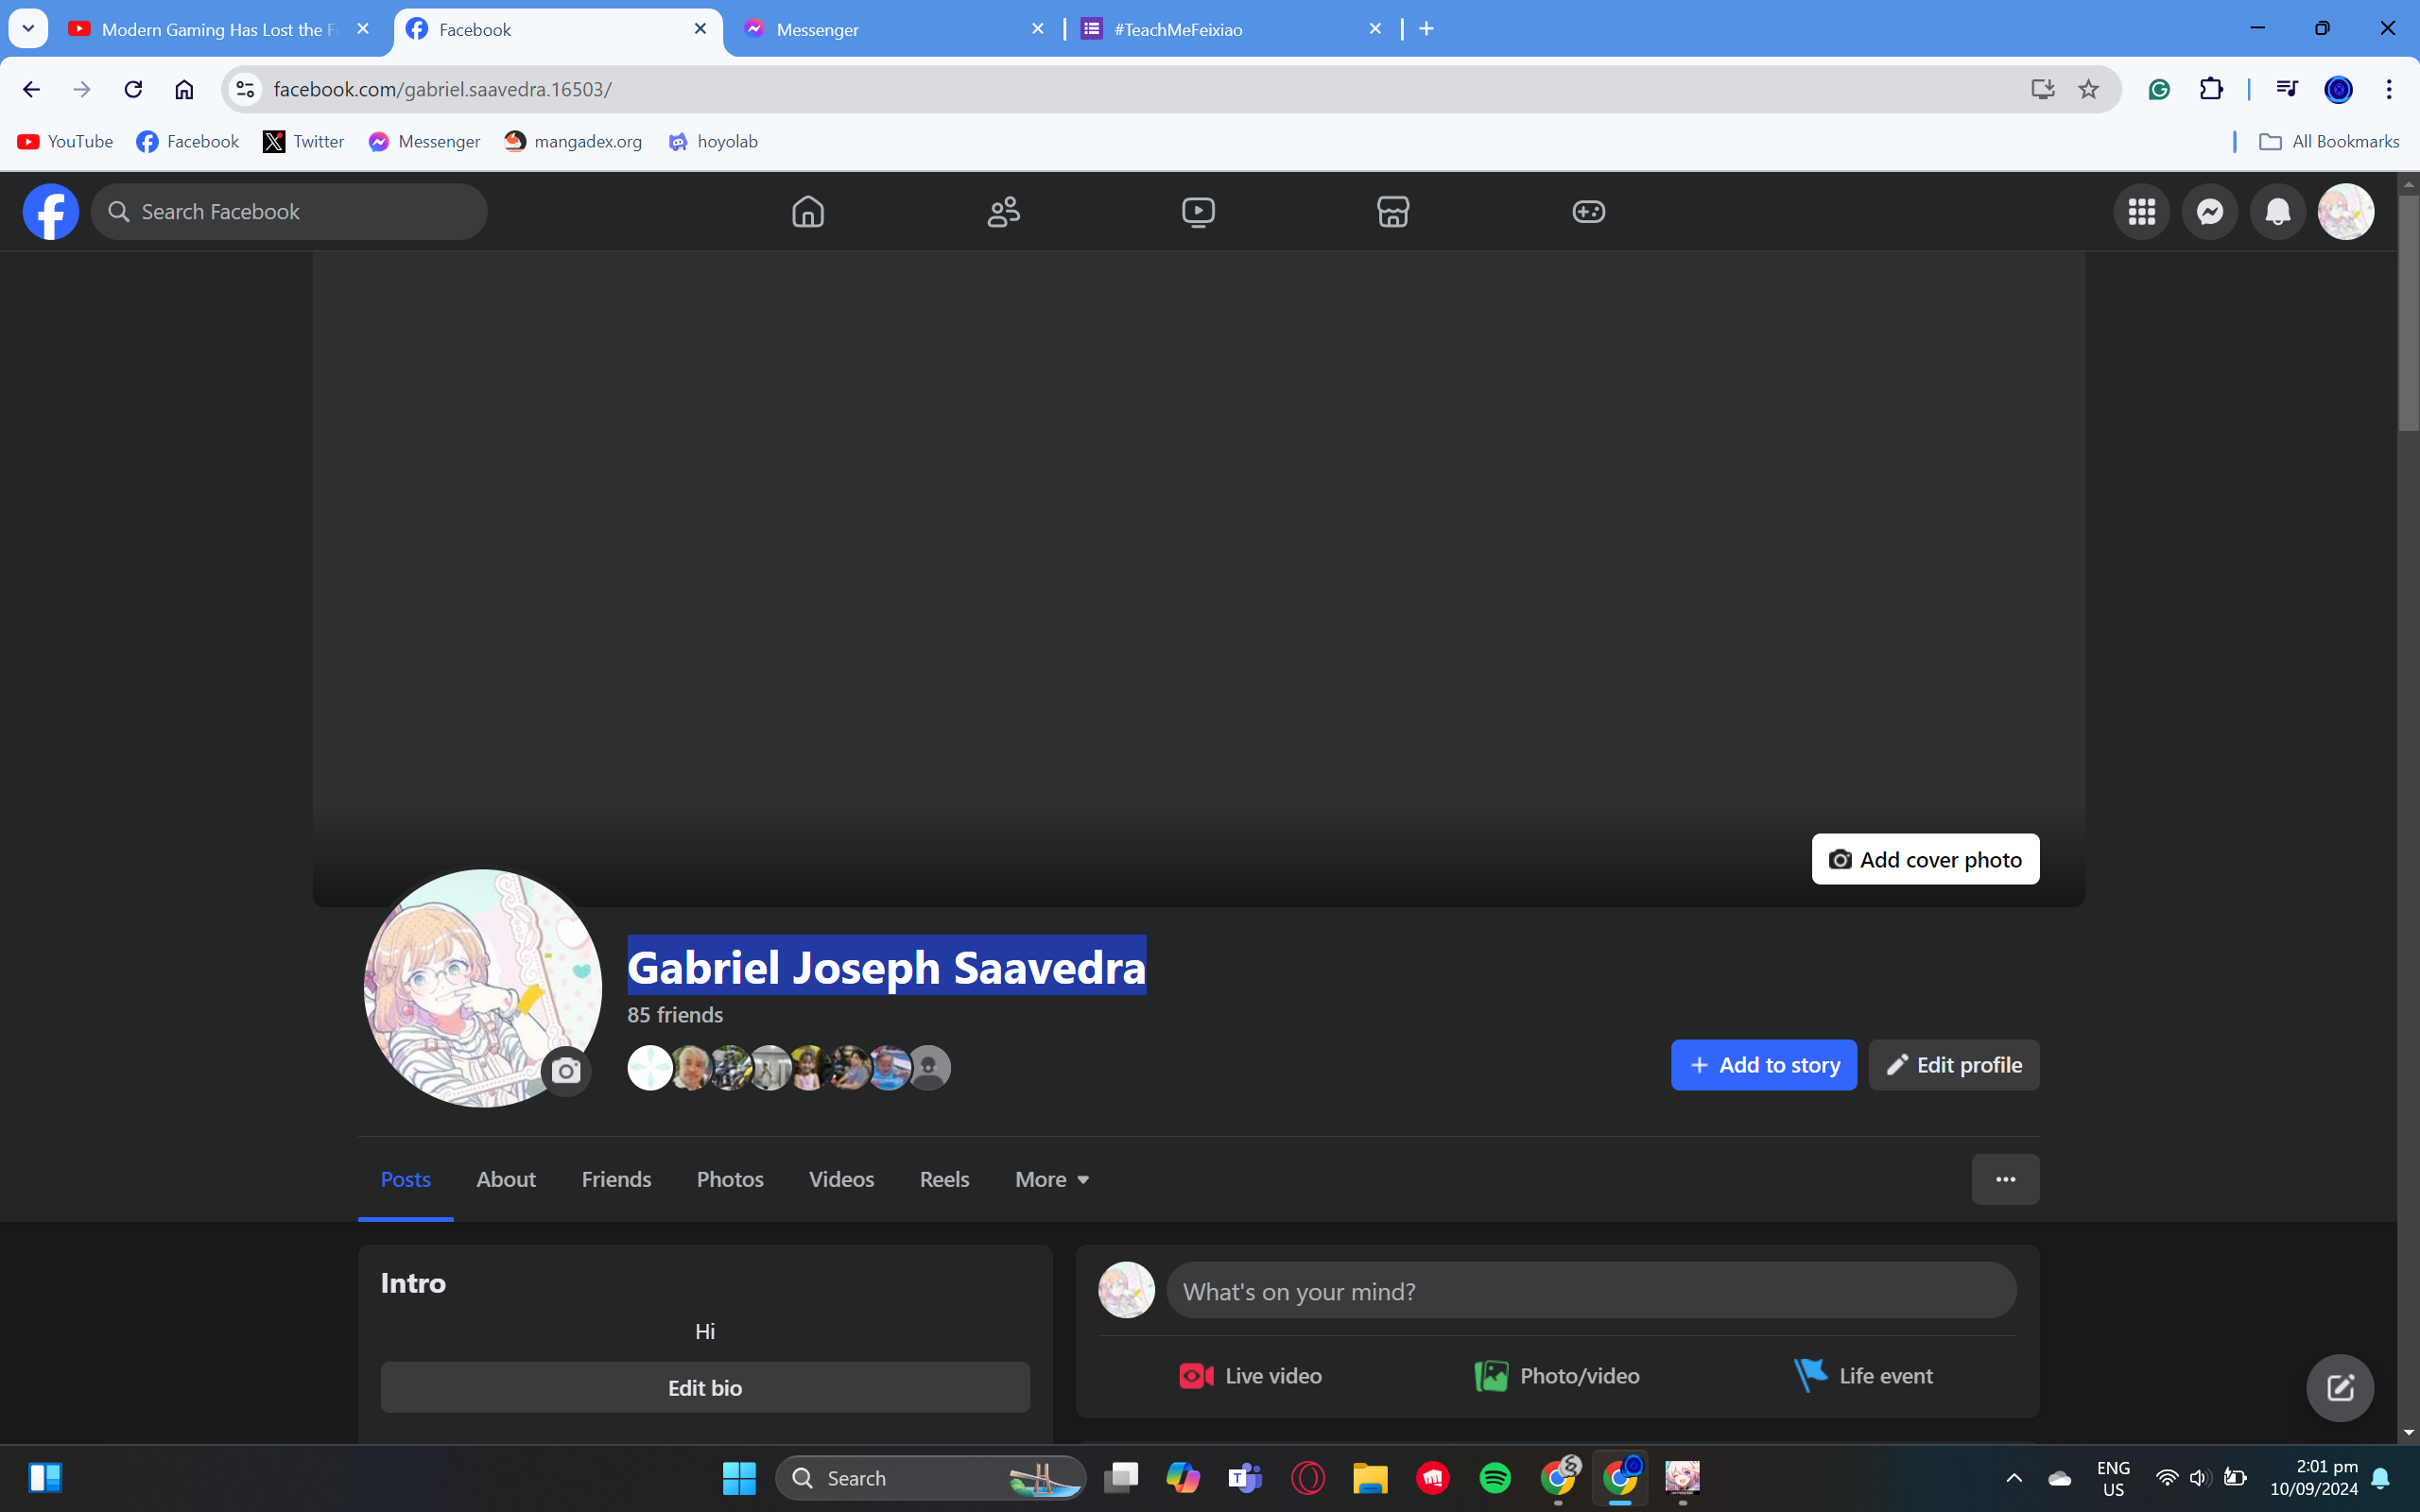 Modern Gaming Has Lost the F
Facebook
Messenger
#TeachMeFeixiao
facebook.com/gabriel.saavedra.16503/
YouTube
Facebook
Twitter
Messenger
mangadex.org
hoyolab
All Bookmarks
Search Facebook
Add cover photo
Gabriel Joseph Saavedra
85 friends
Add to story
Edit profile
Posts
About
Friends
Photos
Videos
Reels
More
Intro
Hi
Edit bio
What's on your mind?
Live video
Photo/video
Life event
Search
ENG
US
2:01 pm
10/09/2024